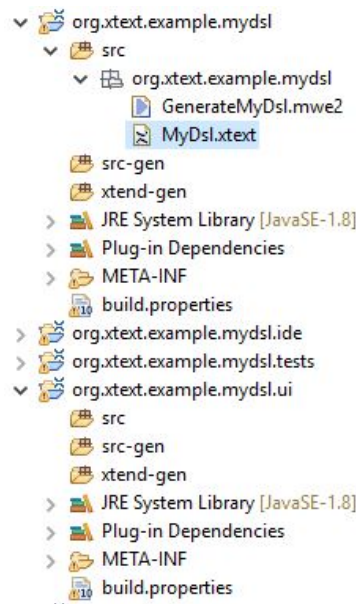 org.xtext.example.mydsl
src
org.xtext.example.mydsl
GenerateMyDsl.mwe2
MyDsl.xtext
src-gen
xtend-gen
JRE System Library [JavaSE-1.8]
Plug-in Dependencies
META-INF
build.properties
org.xtext.example.mydsl.ide
org.xtext.example.mydsl.tests
org.xtext.example.mydsl.ui
src
src-gen
xtend-gen
JRE System Library [JavaSE-1.8]
Plug-in Dependencies
META-INF
build.properties